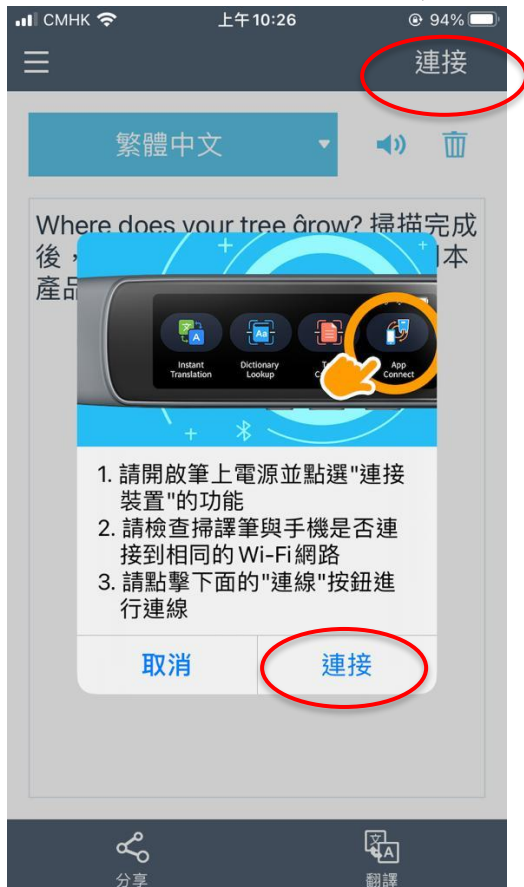 CMHK 上午10:26 94%
連接
繁體中文
Where does your tree ĝrow? 掃描完成
後, 本
產品
Instant Translation
Dictionary Lookup
App Connect
1. 請開啟筆上電源並點選"連接
裝置"的功能
2. 請檢查掃譯筆與手機是否連
接到相同的Wi-Fi網路
3. 請點擊下面的"連線"按鈕進
行連線
取消 連接
分享 翻譯